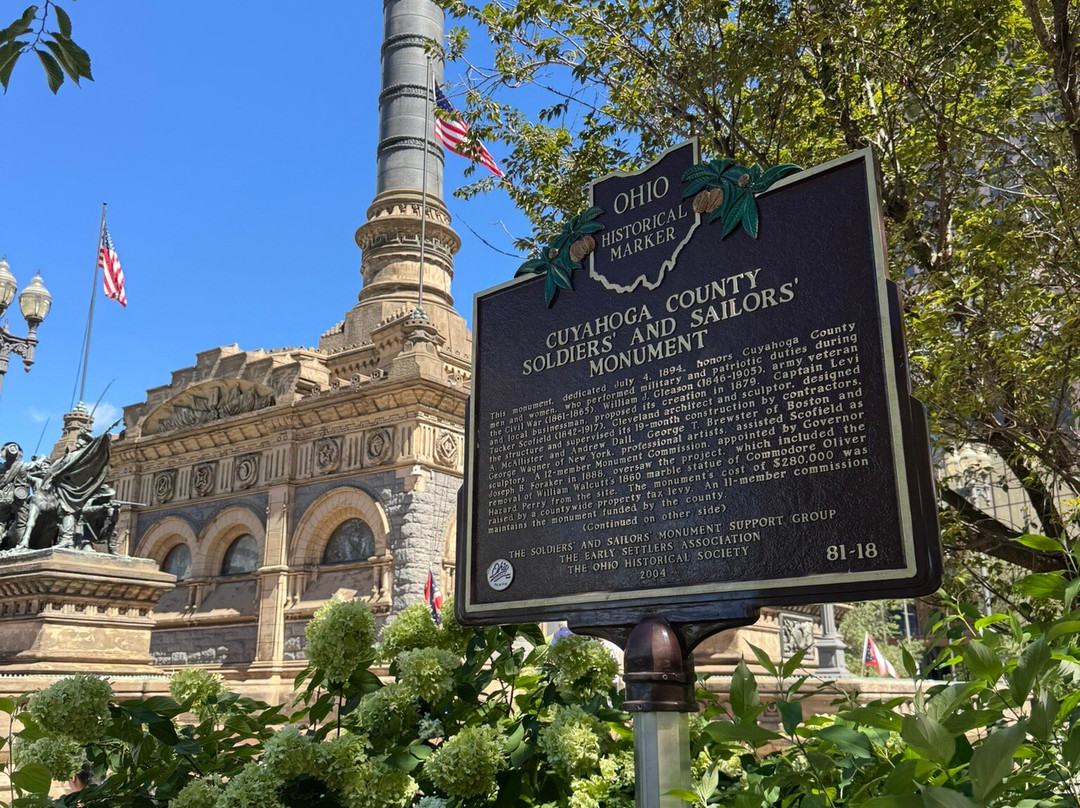 OHIO
HISTORICAL
MARKER
CUYAHOGA COUNTY
SOLDIERS' AND SAILORS'
MONUMENT
This monument, dedicated July 4, 1894, honors Cuyahoga County
men and women, who performed military and patriotic duties during
the Civil War (1861-1865). William J. Gleason (1846-1905), army veteran
and local businessman, proposed its creation in 1879. Captain Levi
Tucker Scofield (1842-1917), Cleveland architect and sculptor, designed
the structure and supervised its 19-month construction by contractors,
A. McAllister and Andrew Dall. George T. Brewster of Boston and
George Wagner of New York, professional artists, assisted Scofield as
sculptors. A 12-member Monument Commission, appointed by Governor
Joseph B. Foraker in 1888, oversaw the project, which included the
removal of William Walcutt's 1860 marble statue of Commodore Oliver
Hazard Perry from the site. The monument's cost of $280,000 was
raised by a countywide property tax levy. An 11-member commission
maintains the monument funded by the county.
(Continued on other side)
THE SOLDIERS' AND SAILORS' MONUMENT SUPPORT GROUP
THE EARLY SETTLERS ASSOCIATION
THE OHIO HISTORICAL SOCIETY
2004
81-18
Ohio